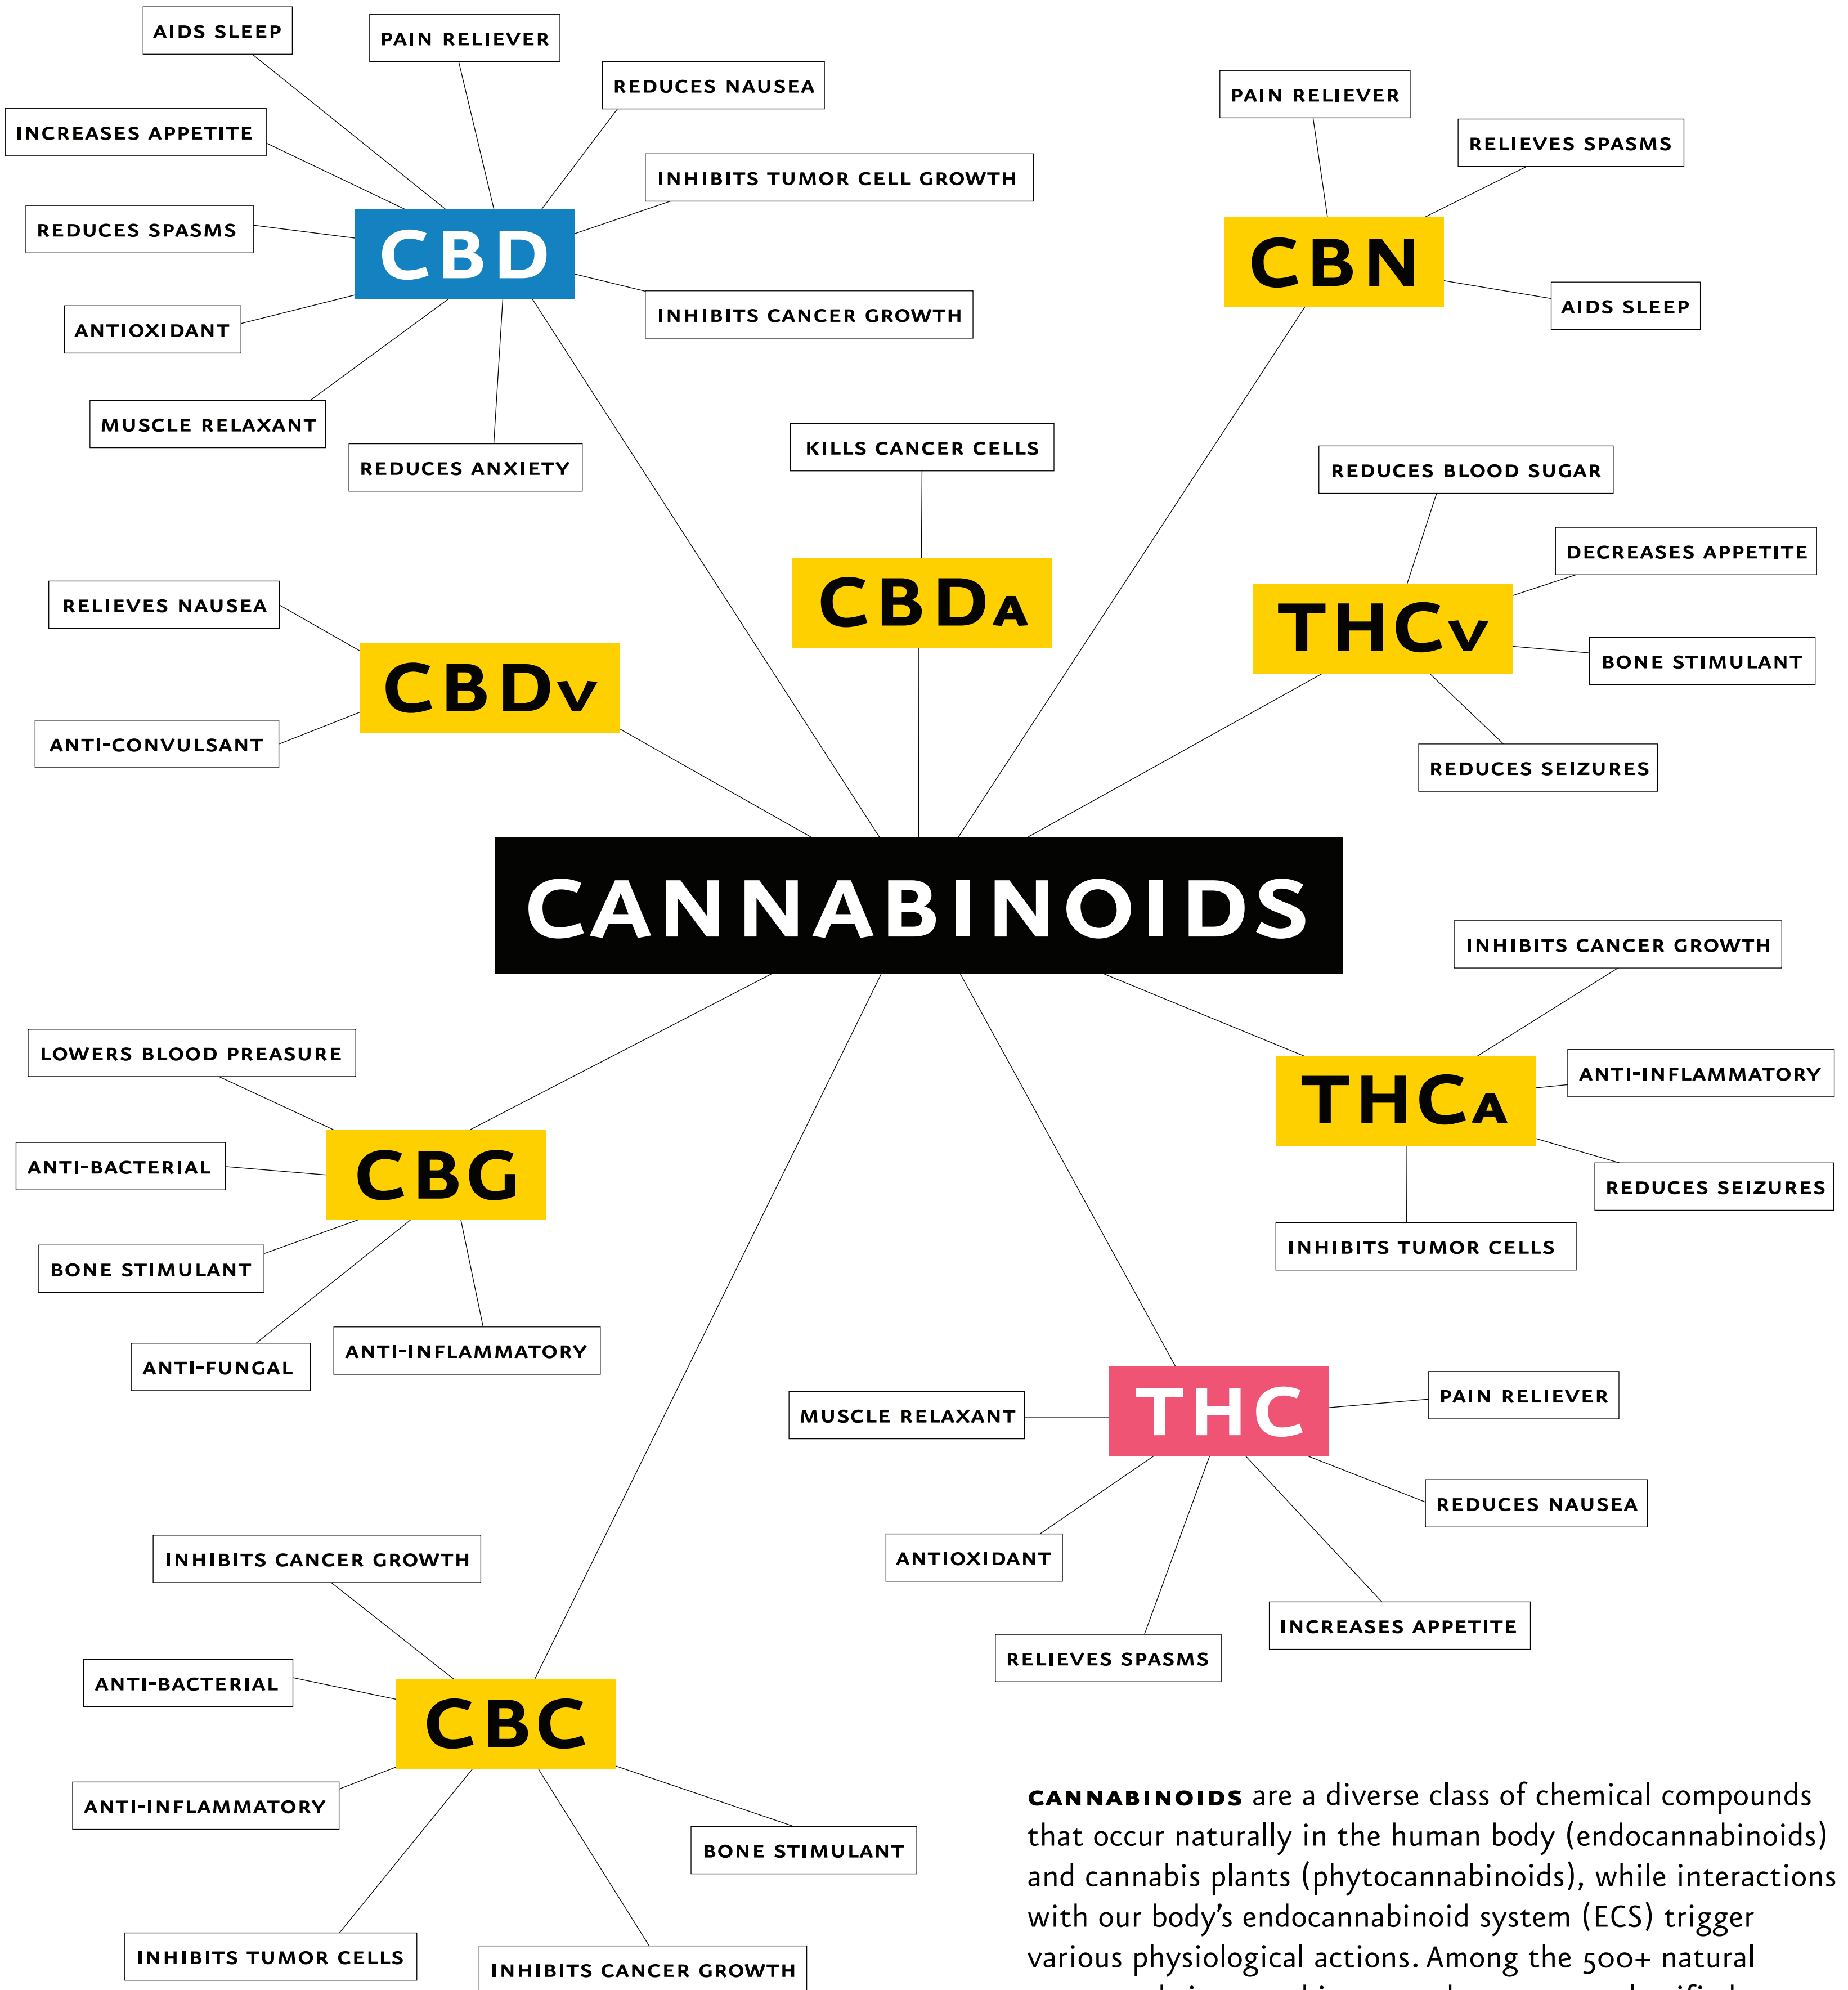 AIDS SLEEP
PAIN RELIEVER
REDUCES NAUSEA
INCREASES APPETITE
INHIBITS TUMOR CELL GROWTH
REDUCES SPASMS
CBD
ANTIOXIDANT
INHIBITS CANCER GROWTH
MUSCLE RELAXANT
REDUCES ANXIETY
PAIN RELIEVER
RELIEVES SPASMS
CBN
AIDS SLEEP
KILLS CANCER CELLS
CBDA
REDUCES BLOOD SUGAR
DECREASES APPETITE
THCV
BONE STIMULANT
REDUCES SEIZURES
RELIEVES NAUSEA
CBDV
ANTI-CONVULSANT
CANNABINOIDS
INHIBITS CANCER GROWTH
ANTI-INFLAMMATORY
THCA
REDUCES SEIZURES
INHIBITS TUMOR CELLS
LOWERS BLOOD PREASURE
ANTI-BACTERIAL
CBG
BONE STIMULANT
ANTI-FUNGAL
ANTI-INFLAMMATORY
MUSCLE RELAXANT
THC
PAIN RELIEVER
REDUCES NAUSEA
ANTIOXIDANT
INCREASES APPETITE
RELIEVES SPASMS
INHIBITS CANCER GROWTH
ANTI-BACTERIAL
CBC
ANTI-INFLAMMATORY
BONE STIMULANT
INHIBITS TUMOR CELLS
INHIBITS CANCER GROWTH
CANNABINOIDS are a diverse class of chemical compounds
that occur naturally in the human body (endocannabinoids)
and cannabis plants (phytocannabinoids), while interactions
with our body's endocannabinoid system (ECS) trigger
various physiological actions. Among the 500+ natural